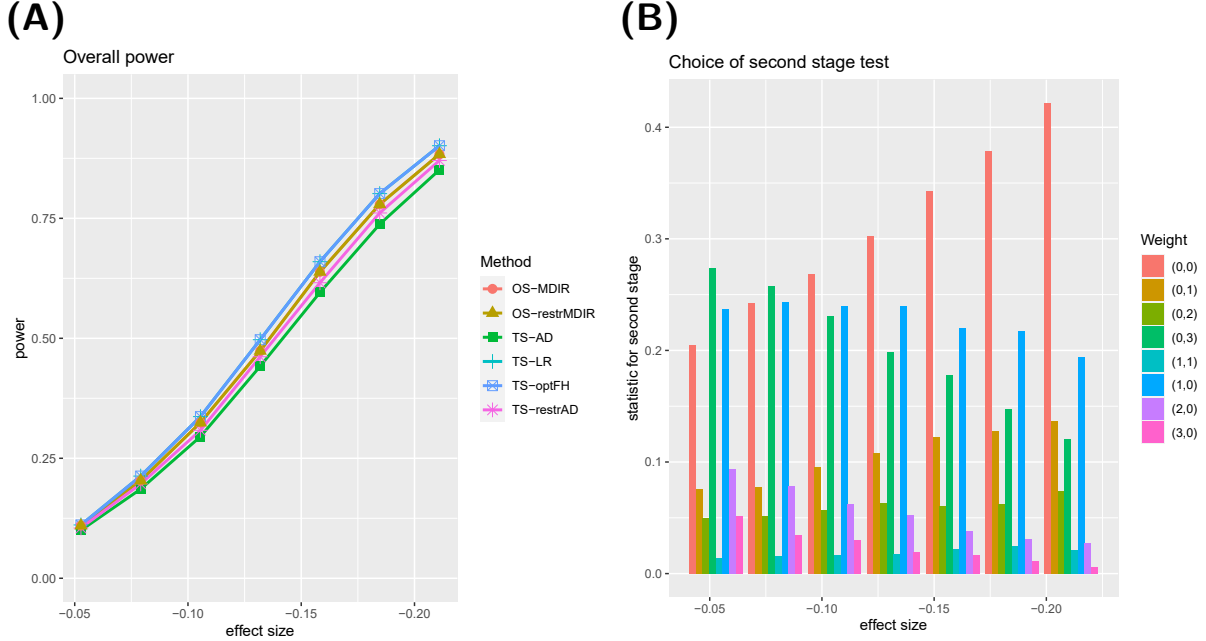 (A)
Overall power
1.00
0.75
0.50
0.25
0.00
power
−0.05
−0.10
−0.15
−0.20
effect size
Method
OS−MDIR
OS−restrMDIR
TS−AD
TS−LR
TS−optFH
TS−restrAD
(B)
Choice of second stage test
0.4
0.3
0.2
0.1
0.0
statistic for second stage
−0.05
−0.10
−0.15
−0.20
effect size
Weight
(0,0)
(0,1)
(0,2)
(0,3)
(1,1)
(1,0)
(2,0)
(3,0)